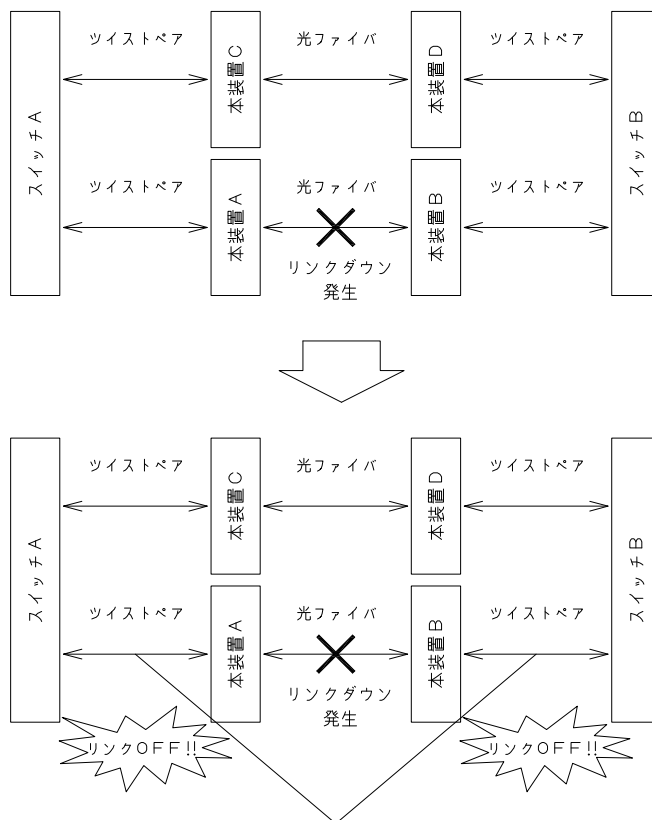 ツイストペア
光ファイバ
ツイストペア
スイッチA
本装置C
本装置D
スイッチB
ツイストペア
光ファイバ
ツイストペア
本装置A
本装置B
リンクダウン
発生
ツイストペア
光ファイバ
ツイストペア
スイッチA
本装置C
本装置D
スイッチB
ツイストペア
光ファイバ
ツイストペア
本装置A
本装置B
リンクダウン
発生
リンクOFF!!
リンクOFF!!